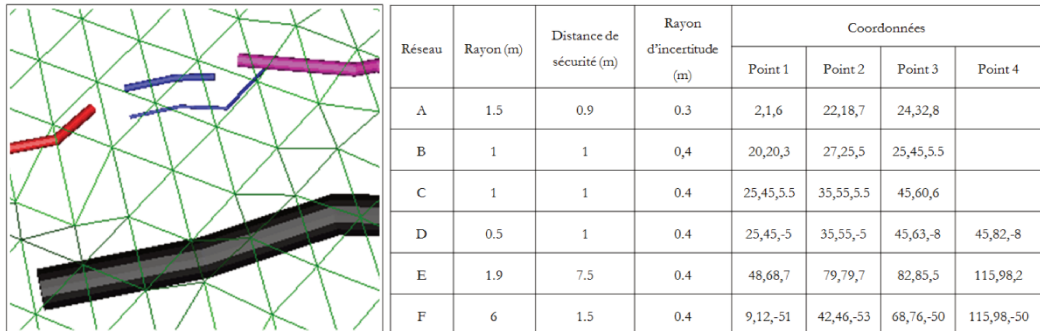 Réseau Rayon (m) Distance de sécurité (m) Rayon d'incertitude (m) Coordonnées
Point 1 Point 2 Point 3 Point 4
A 1.5 0.9 0.3 2,1,6 22,18,7 24,32,8
B 1 1 0,4 20,20,3 27,25,5 25,45,5.5
C 1 1 0.4 25,45,5.5 35,55,5.5 45,60,6
D 0.5 1 0.4 25,45,-5 35,55,-5 45,63,-8 45,82,-8
E 1.9 7.5 0.4 48,68,7 79,79,7 82,85,5 115,98,2
F 6 1.5 0.4 9,12,-51 42,46,-53 68,76,-50 115,98,-50